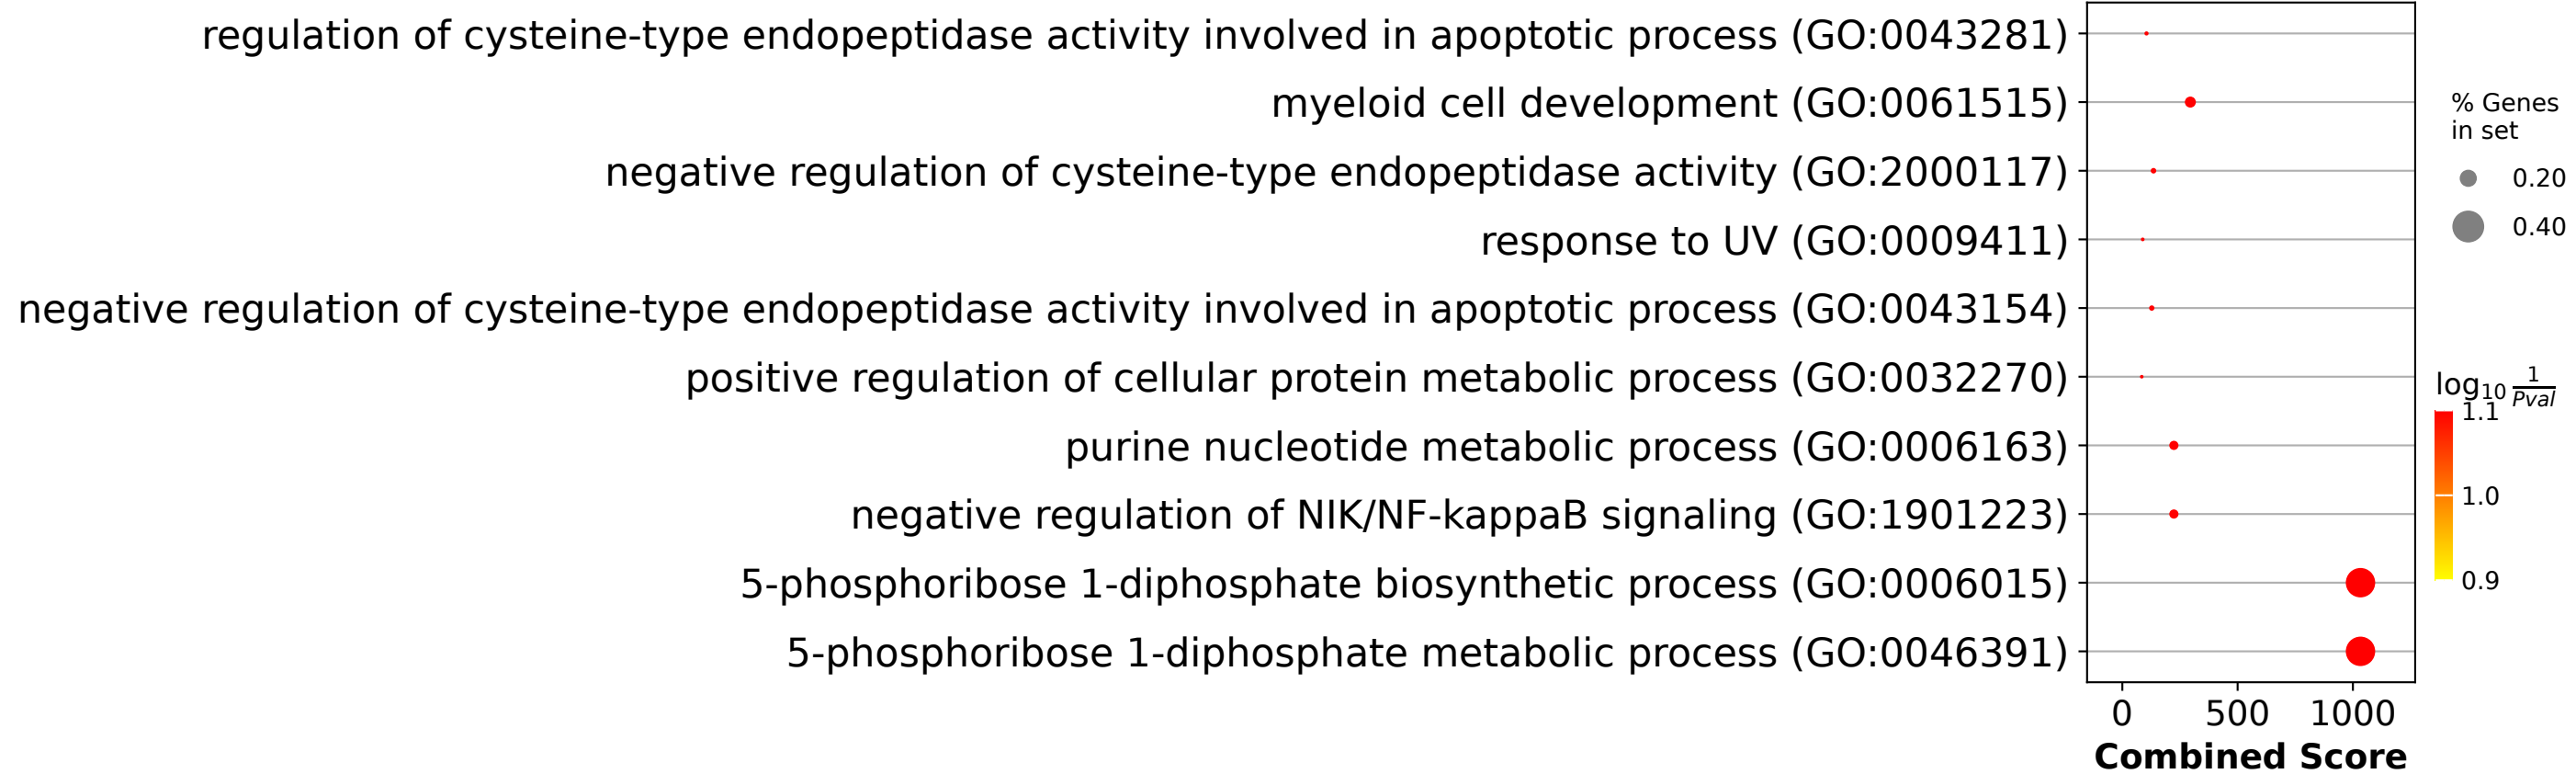 regulation of cysteine-type endopeptidase activity involved in apoptotic process (GO:0043281)
myeloid cell development (GO:0061515)
negative regulation of cysteine-type endopeptidase activity (GO:2000117)
response to UV (GO:0009411)
negative regulation of cysteine-type endopeptidase activity involved in apoptotic process (GO:0043154)
positive regulation of cellular protein metabolic process (GO:0032270)
purine nucleotide metabolic process (GO:0006163)
negative regulation of NIK/NF-kappaB signaling (GO:1901223)
5-phosphoribose 1-diphosphate biosynthetic process (GO:0006015)
5-phosphoribose 1-diphosphate metabolic process (GO:0046391)
0 500 1000
Combined Score
% Genes
in set
0.20
0.40
log₁₀ 1/Pval
1.1
1.0
0.9